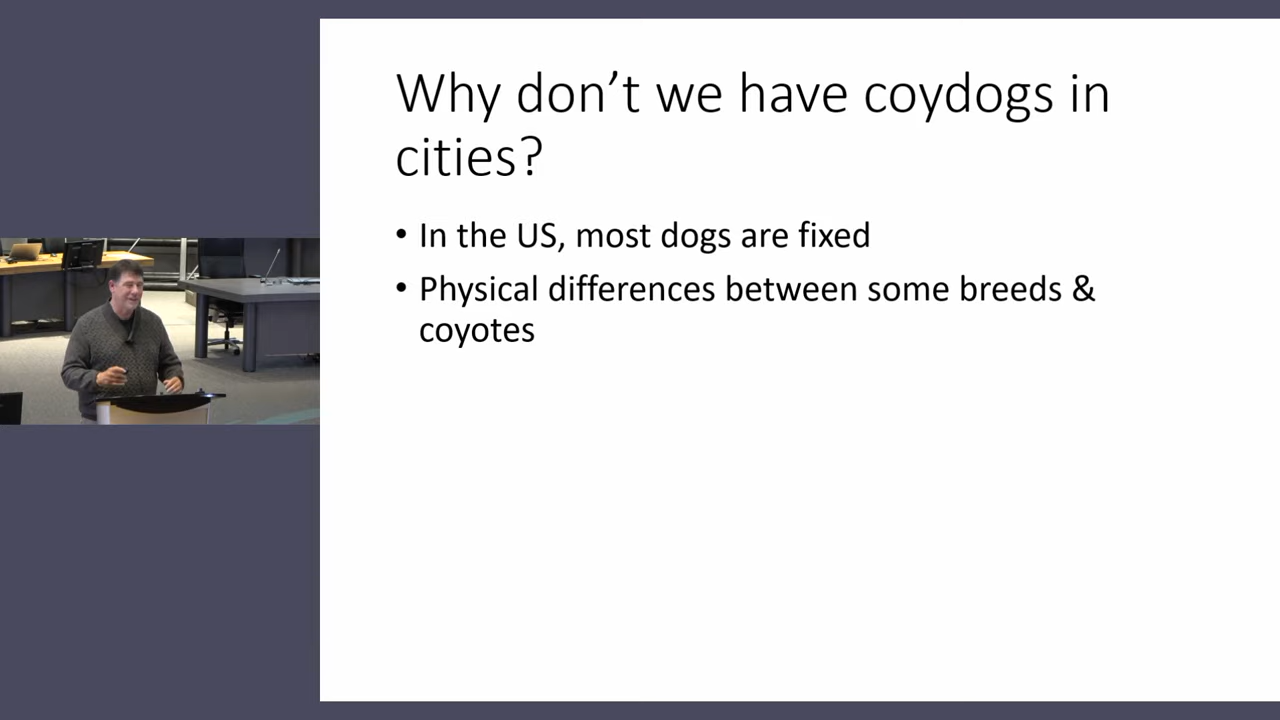 Why don’t we have coydogs in
cities?
• In the US, most dogs are fixed
• Physical differences between some breeds &
coyotes